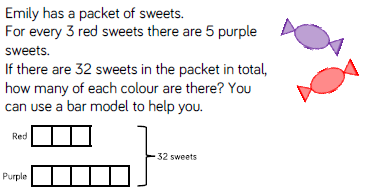 Emily has a packet of sweets.
For every 3 red sweets there are 5 purple
sweets.
If there are 32 sweets in the packet in total,
how many of each colour are there? You
can use a bar model to help you.
Red
32 sweets
Purple